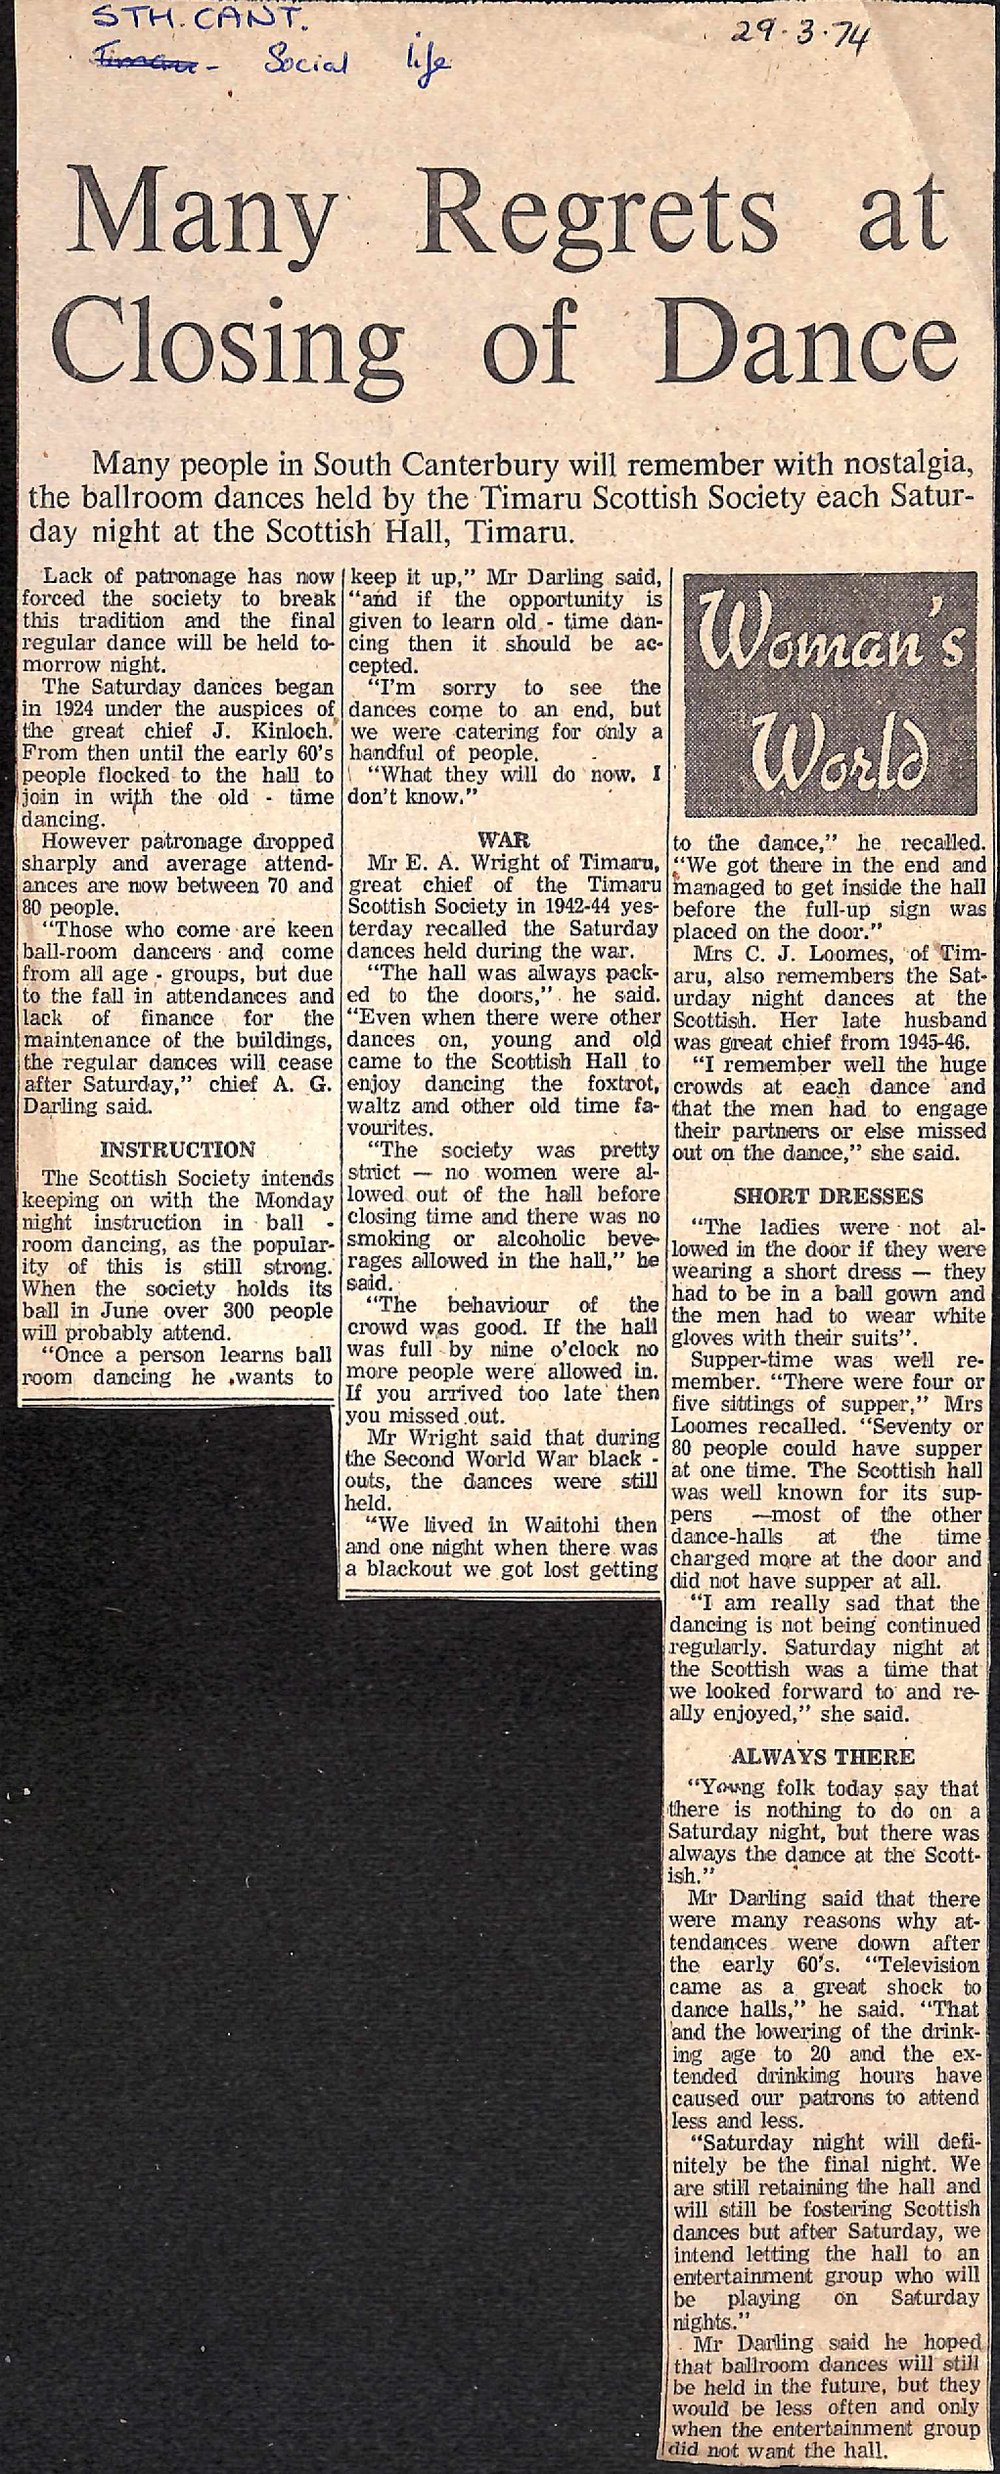 STH. CANT.
29.3.74
Timaru - Social life
Many Regrets at
Closing of Dance
Many people in South Canterbury will remember with nostalgia,
the ballroom dances held by the Timaru Scottish Society each Satur-
day night at the Scottish Hall, Timaru.
Lack of patronage has now
forced the society to break
this tradition and the final
regular dance will be held to-
morrow night.
The Saturday dances began
in 1924 under the auspices of
the great chief J. Kinloch.
From then until the early 60's
people flocked to the hall to
join in with the old - time
dancing.
However patronage dropped
sharply and average attend-
ances are now between 70 and
80 people.
"Those who come are keen
ball-room dancers and come
from all age - groups, but due
to the fall in attendances and
lack of finance for the
maintenance of the buildings,
the regular dances will cease
after Saturday," chief A. G.
Darling said.
INSTRUCTION
The Scottish Society intends
keeping on with the Monday
night instruction in ball -
room dancing, as the popular-
ity of this is still strong.
When the society holds its
ball in June over 300 people
will probably attend.
"Once a person learns ball
room dancing he wants to
keep it up," Mr Darling said,
"and if the opportunity is
given to learn old - time dan-
cing then it should be ac-
cepted.
"I'm sorry to see the
dances come to an end, but
we were catering for only a
handful of people.
"What they will do now, I
don't know."
WAR
Mr E. A. Wright of Timaru,
great chief of the Timaru
Scottish Society in 1942-44 yes-
terday recalled the Saturday
dances held during the war.
"The hall was always pack-
ed to the doors," he said.
"Even when there were other
dances on, young and old
came to the Scottish Hall to
enjoy dancing the foxtrot,
waltz and other old time fa-
vourites.
"The society was pretty
strict — no women were al-
lowed out of the hall before
closing time and there was no
smoking or alcoholic beve-
rages allowed in the hall," he
said.
"The behaviour of the
crowd was good. If the hall
was full by nine o'clock no
more people were allowed in.
If you arrived too late then
you missed out.
Mr Wright said that during
the Second World War black -
outs, the dances were still
held.
"We lived in Waitohi then
and one night when there was
a blackout we got lost getting
Woman's
World
to the dance," he recalled.
"We got there in the end and
managed to get inside the hall
before the full-up sign was
placed on the door."
Mrs C. J. Loomes, of Tim-
aru, also remembers the Sat-
urday night dances at the
Scottish. Her late husband
was great chief from 1945-46.
"I remember well the huge
crowds at each dance and
that the men had to engage
their partners or else missed
out on the dance," she said.
SHORT DRESSES
"The ladies were not al-
lowed in the door if they were
wearing a short dress — they
had to be in a ball gown and
the men had to wear white
gloves with their suits".
Supper-time was well re-
member. "There were four or
five sittings of supper," Mrs
Loomes recalled. "Seventy or
80 people could have supper
at one time. The Scottish hall
was well known for its sup-
pers —most of the other
dance-halls at the time
charged more at the door and
did not have supper at all.
"I am really sad that the
dancing is not being continued
regularly. Saturday night at
the Scottish was a time that
we looked forward to and re-
ally enjoyed," she said.
ALWAYS THERE
"Young folk today say that
there is nothing to do on a
Saturday night, but there was
always the dance at the Scott-
ish."
Mr Darling said that there
were many reasons why at-
tendances were down after
the early 60's. "Television
came as a great shock to
dance halls," he said. "That
and the lowering of the drink-
ing age to 20 and the ex-
tended drinking hours have
caused our patrons to attend
less and less.
"Saturday night will defi-
nitely be the final night. We
are still retaining the hall and
will still be fostering Scottish
dances but after Saturday, we
intend letting the hall to an
entertainment group who will
be playing on Saturday
nights."
Mr Darling said he hoped
that ballroom dances will still
be held in the future, but they
would be less often and only
when the entertainment group
did not want the hall.